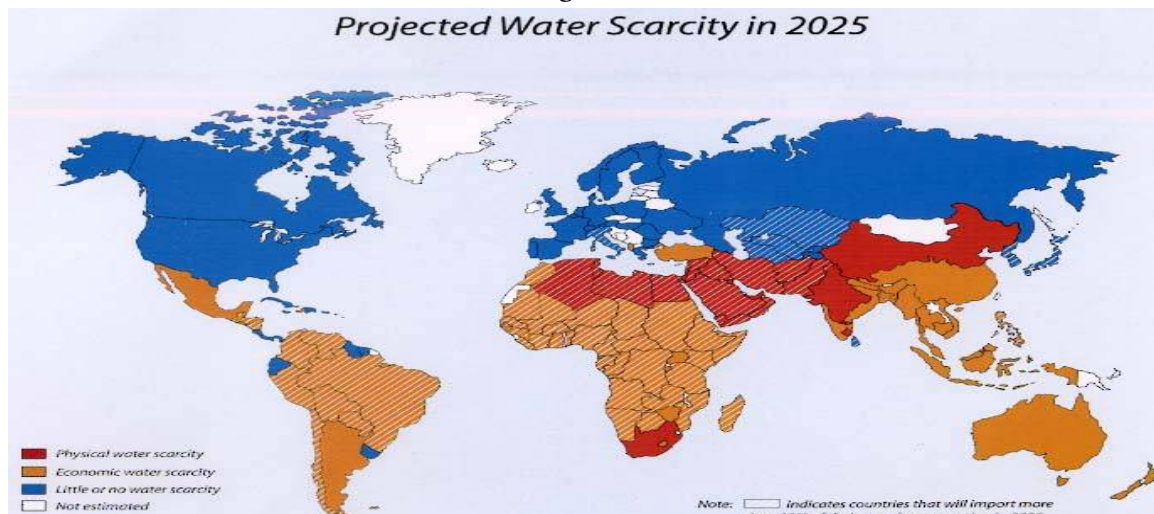 Projected Water Scarcity in 2025
Physical water scarcity
Economic water scarcity
Little or no water scarcity
Not estimated
Note: indicates countries that will import more